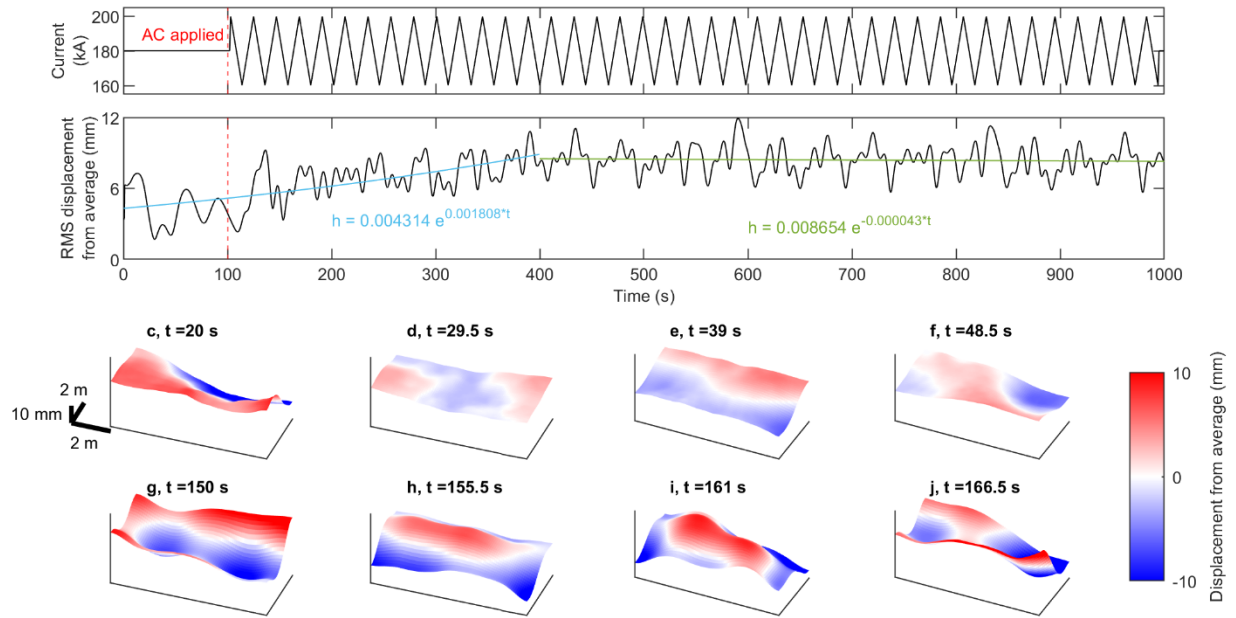 Current
(kA)
200
180
160
AC applied
RMS displacement
from average (mm)
12
6
0
h = 0.004314 e^0.001808*t
h = 0.008654 e^-0.000043*t
0 100 200 300 400 500 600 700 800 900 1000
Time (s)
c, t =20 s
d, t =29.5 s
e, t =39 s
f, t =48.5 s
2 m
10 mm
2 m
g, t=150 s
h, t=155.5 s
i, t=161 s
j, t=166.5 s
10
0
-10
Displacement from average (mm)